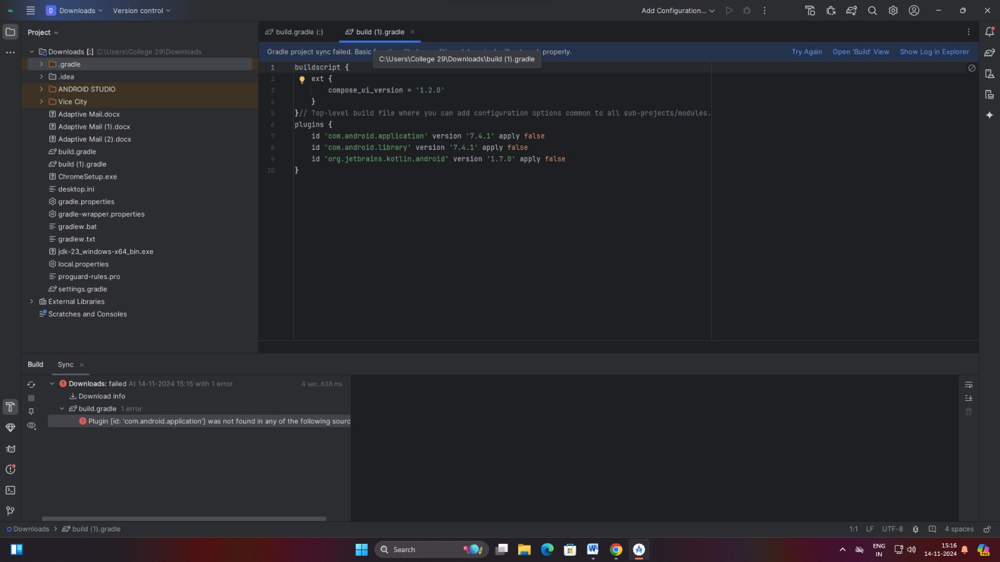 D Downloads
Version control
Add Configuration...
Project
build.gradle (:)
build (1).gradle
Downloads [:] C:\Users\College 29\Downloads
Gradle project sync failed. Basic
properly.
Try Again
Open 'Build' View
Show Log in Explorer
C:\Users\College 29\Downloads\build (1).gradle
.gradle
.idea
ANDROID STUDIO
Vice City
Adaptive Mail.docx
Adaptive Mail (1).docx
Adaptive Mail (2).docx
build.gradle
build (1).gradle
ChromeSetup.exe
desktop.ini
gradle.properties
gradle-wrapper.properties
gradlew.bat
gradlew.txt
jdk-23_windows-x64_bin.exe
local.properties
proguard-rules.pro
settings.gradle
External Libraries
Scratches and Consoles
1 buildscript {
2 ext {
3 compose_ui_version = '1.2.0'
4 }
5 }// Top-level build file where you can add configuration options common to all sub-projects/modules.
6 plugins {
7 id 'com.android.application' version '7.4.1' apply false
8 id 'com.android.library' version '7.4.1' apply false
9 id 'org.jetbrains.kotlin.android' version '1.7.0' apply false
10 }
Build
Sync
Downloads: failed At 14-11-2024 15:15 with 1 error
4 sec, 638 ms
Download info
build.gradle 1 error
Plugin [id: 'com.android.application'] was not found in any of the following sourc
Downloads > build (1).gradle
1:1
LF
UTF-8
4 spaces
Search
ENG
IN
15:16
14-11-2024
PRE